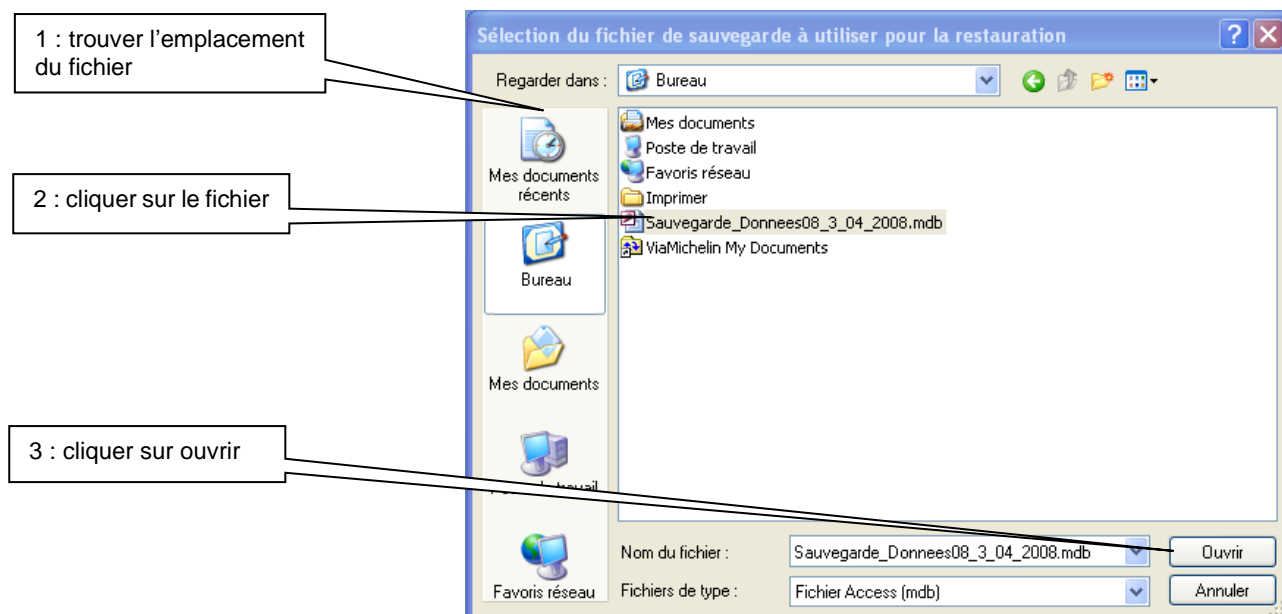 1 : trouver l'emplacement
du fichier
2 : cliquer sur le fichier
3 : cliquer sur ouvrir
Sélection du fichier de sauvegarde à utiliser pour la restauration
Regarder dans :
Bureau
Mes documents
récents
Bureau
Mes documents
travail
Favoris réseau
Mes documents
Poste de travail
Favoris réseau
Imprimer
Sauvegarde_Donnees08_3_04_2008.mdb
ViaMichelin My Documents
Nom du fichier :
Sauvegarde_Donnees08_3_04_2008.mdb
Ouvrir
Fichiers de type :
Fichier Access (mdb)
Annuler